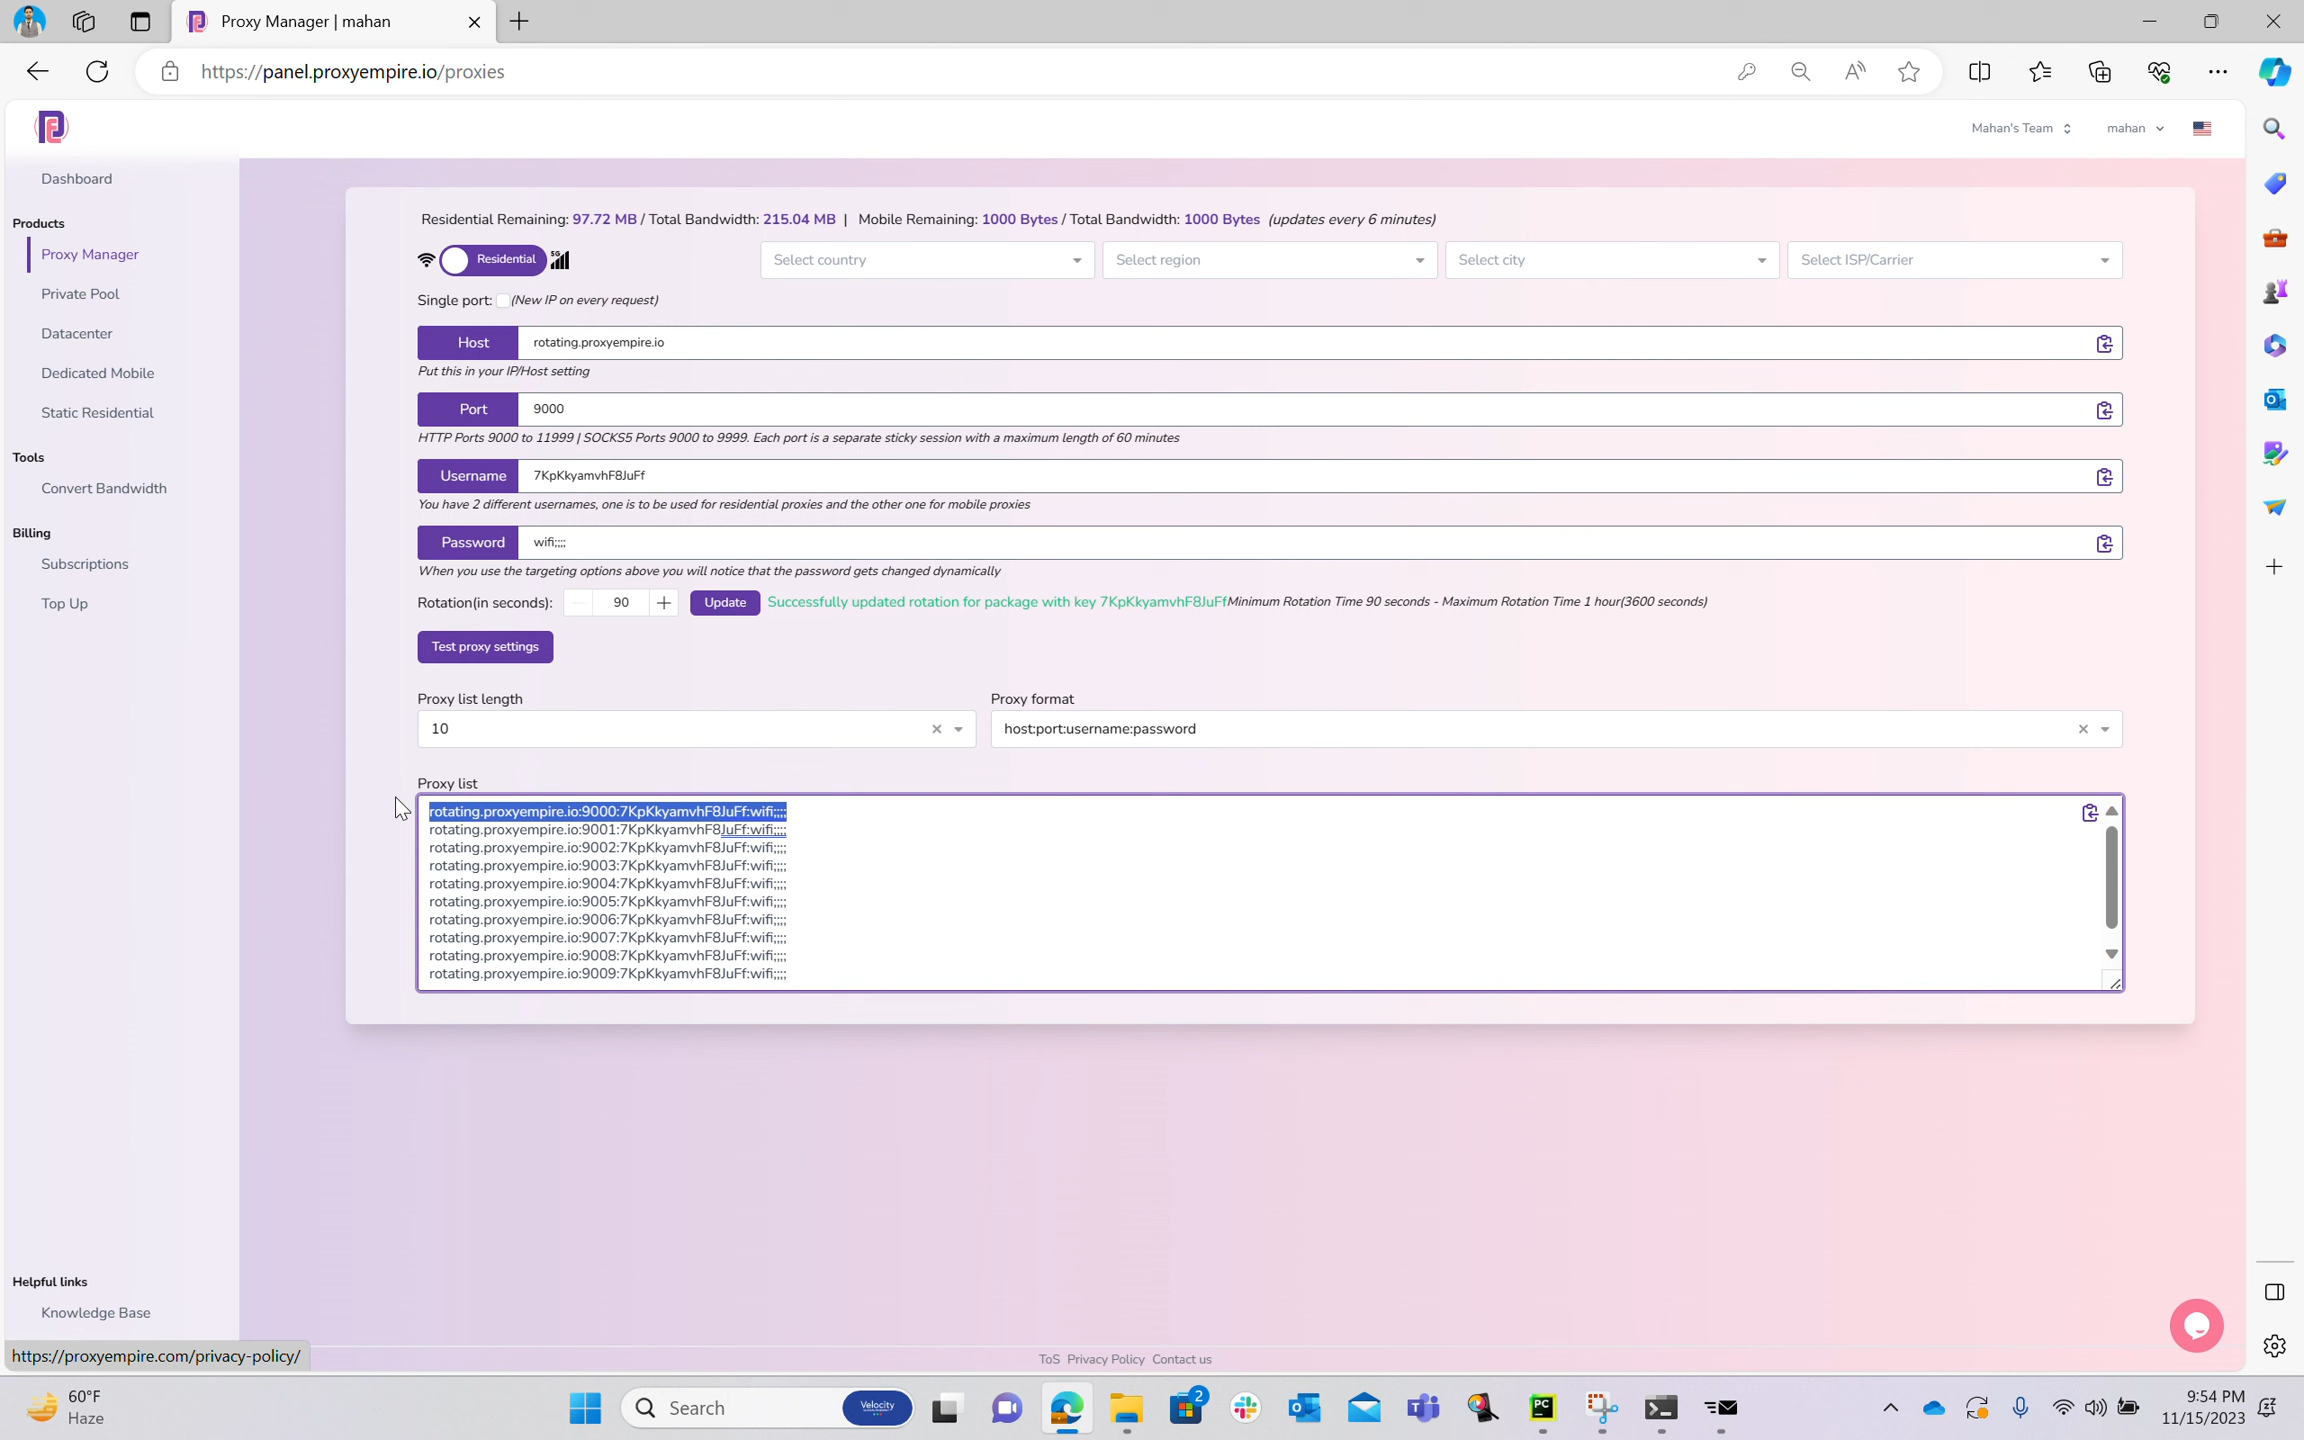 Proxy Manager | mahan
https://panel.proxyempire.io/proxies
Mahan's Team
mahan
Dashboard
Products
Proxy Manager
Private Pool
Datacenter
Dedicated Mobile
Static Residential
Tools
Convert Bandwidth
Billing
Subscriptions
Top Up
Residential Remaining: 97.72 MB / Total Bandwidth: 215.04 MB | Mobile Remaining: 1000 Bytes / Total Bandwidth: 1000 Bytes (updates every 6 minutes)
Residential
5G
Select country
Select region
Select city
Select ISP/Carrier
Single port: (New IP on every request)
Host rotating.proxyempire.io
Put this in your IP/Host setting
Port 9000
HTTP Ports 9000 to 11999 | SOCKS5 Ports 9000 to 9999. Each port is a separate sticky session with a maximum length of 60 minutes
Username 7KpKkyamvhF8JuFf
You have 2 different usernames, one is to be used for residential proxies and the other one for mobile proxies
Password wifi;;;;
When you use the targeting options above you will notice that the password gets changed dynamically
Rotation(in seconds): 90 Update Successfully updated rotation for package with key 7KpKkyamvhF8JuFfMinimum Rotation Time 90 seconds - Maximum Rotation Time 1 hour(3600 seconds)
Test proxy settings
Proxy list length
10
Proxy format
host:port:username:password
Proxy list
rotating.proxyempire.io:9000:7KpKkyamvhF8JuFf:wifi;;;;
rotating.proxyempire.io:9001:7KpKkyamvhF8JuFf:wifi;;;;
rotating.proxyempire.io:9002:7KpKkyamvhF8JuFf:wifi;;;;
rotating.proxyempire.io:9003:7KpKkyamvhF8JuFf:wifi;;;;
rotating.proxyempire.io:9004:7KpKkyamvhF8JuFf:wifi;;;;
rotating.proxyempire.io:9005:7KpKkyamvhF8JuFf:wifi;;;;
rotating.proxyempire.io:9006:7KpKkyamvhF8JuFf:wifi;;;;
rotating.proxyempire.io:9007:7KpKkyamvhF8JuFf:wifi;;;;
rotating.proxyempire.io:9008:7KpKkyamvhF8JuFf:wifi;;;;
rotating.proxyempire.io:9009:7KpKkyamvhF8JuFf:wifi;;;;
Helpful links
Knowledge Base
https://proxyempire.com/privacy-policy/
ToS Privacy Policy Contact us
60°F
Haze
Search
Velocity
2
PC
9:54 PM
11/15/2023